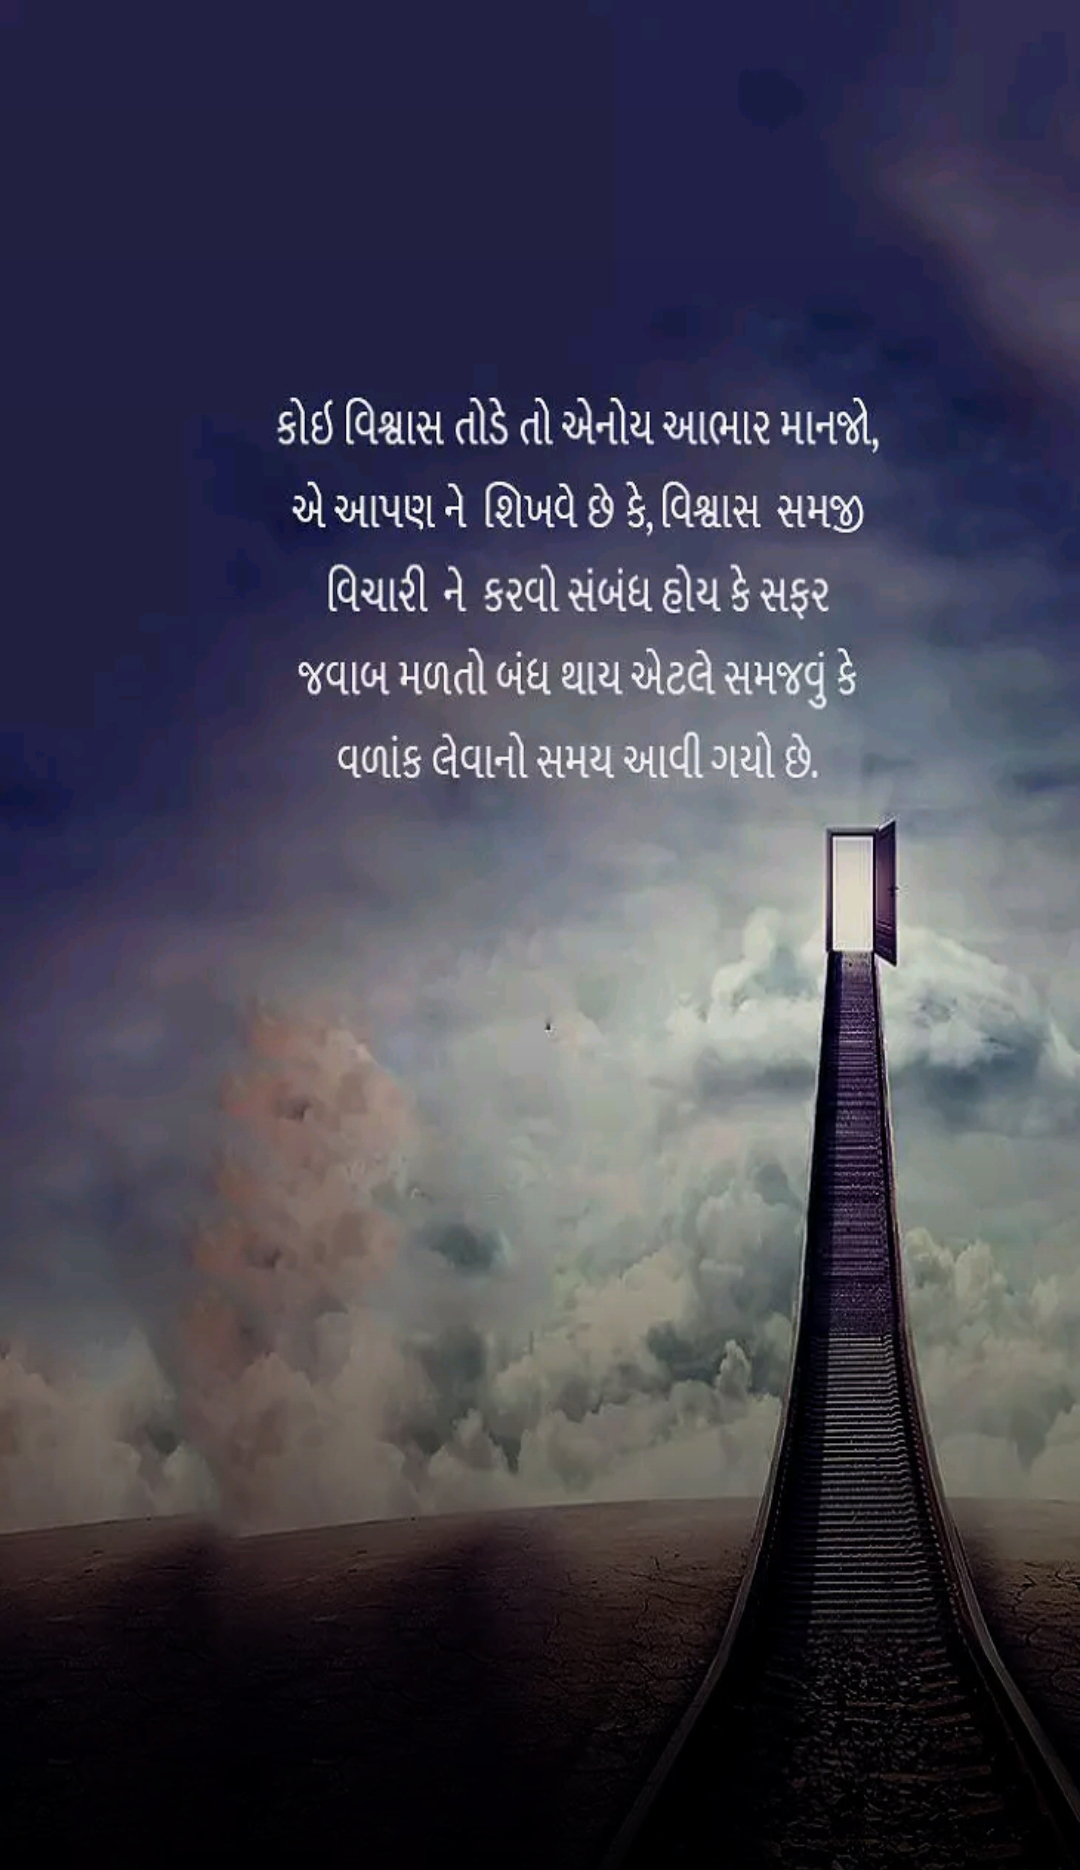 કોઇ વિશ્વાસ તોડે તો એનોય આભાર માનજો,
એ આપણ ને શિખવે છે કે, વિશ્વાસ સમજી
વિચારી ને કરવો સંબંધ હોય કે સફર
જવાબ મળતો બંધ થાય એટલે સમજવું કે
વળાંક લેવાનો સમય આવી ગયો છે.